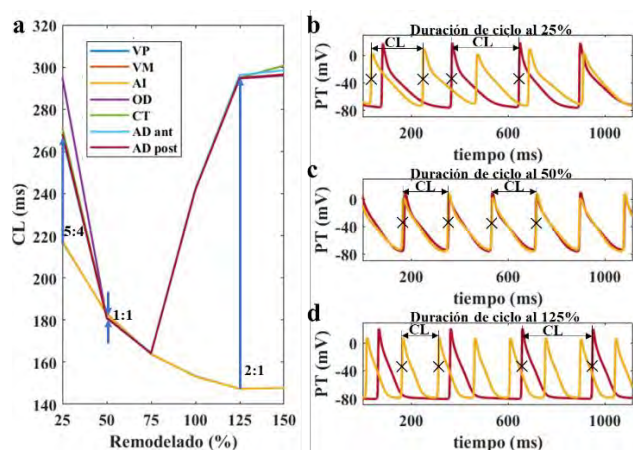 a
CL (ms)
300
280
260
240
220
200
180
160
140
VP
VM
AI
OD
CT
AD ant
AD post
5:4
1:1
2:1
25 50 75 100 125 150
Remodelado (%)
b
Duración de ciclo al 25%
CL CL
PT (mV)
0
-40
-80
200 600 1000
tiempo (ms)
c
Duración de ciclo al 50%
CL CL
PT (mV)
0
-40
-80
200 600 1000
tiempo (ms)
d
Duración de ciclo al 125%
CL CL
PT (mV)
0
-40
-80
200 600 1000
tiempo (ms)